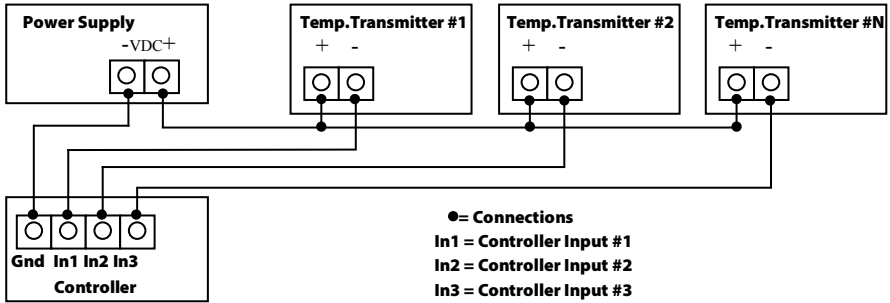 Power Supply
-VDC+
Temp.Transmitter #1
+ -
Temp.Transmitter #2
+ -
Temp.Transmitter #N
+ -
Gnd In1 In2 In3
Controller
●= Connections
In1 = Controller Input #1
In2 = Controller Input #2
In3 = Controller Input #3